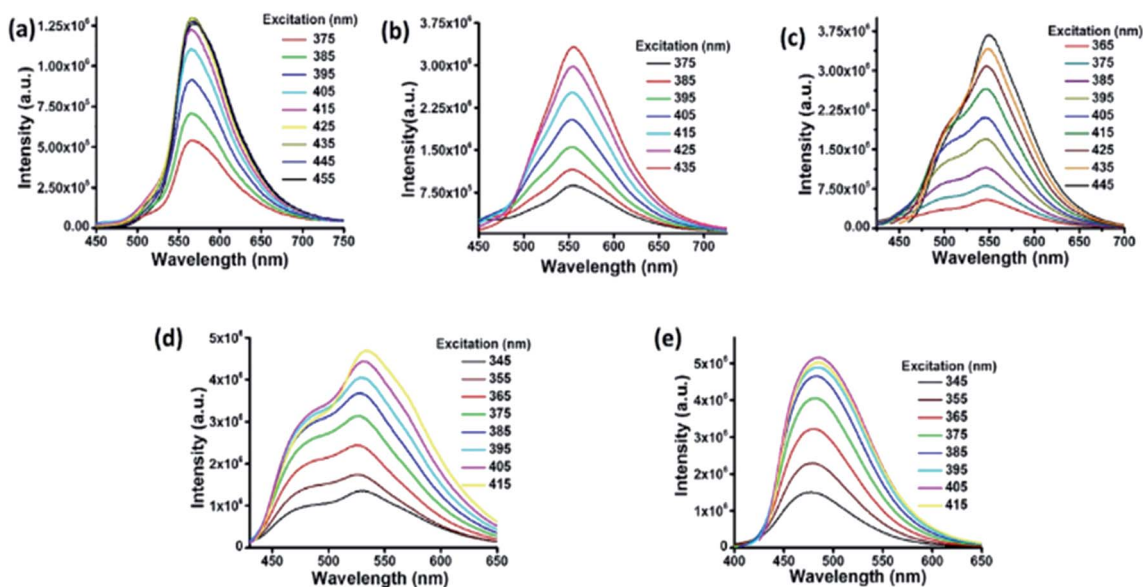 (a)
Intensity (a.u.)
1.25x10⁶
1.00x10⁶
7.50x10⁵
5.00x10⁵
2.50x10⁵
0.00
450 500 550 600 650 700 750
Wavelength (nm)
Excitation (nm)
375
385
395
405
415
425
435
445
455
(b)
Intensity(a.u.)
3.75x10⁶
3.00x10⁶
2.25x10⁶
1.50x10⁶
7.50x10⁵
450 500 550 600 650 700
Wavelength (nm)
Excitation (nm)
375
385
395
405
415
425
435
(c)
Intensity (a.u.)
3.75x10⁶
3.00x10⁶
2.25x10⁶
1.50x10⁶
7.50x10⁵
0.00
450 500 550 600 650 700
Wavelength (nm)
Excitation (nm)
365
375
385
395
405
415
425
435
445
(d)
Intensity (a.u.)
5x10⁶
4x10⁶
3x10⁶
2x10⁶
1x10⁶
0
450 500 550 600 650
Wavelength (nm)
Excitation (nm)
345
355
365
375
385
395
405
415
(e)
Intensity (a.u.)
5x10⁶
4x10⁶
3x10⁶
2x10⁶
1x10⁶
0
400 450 500 550 600 650
Wavelength (nm)
Excitation (nm)
345
355
365
375
385
395
405
415